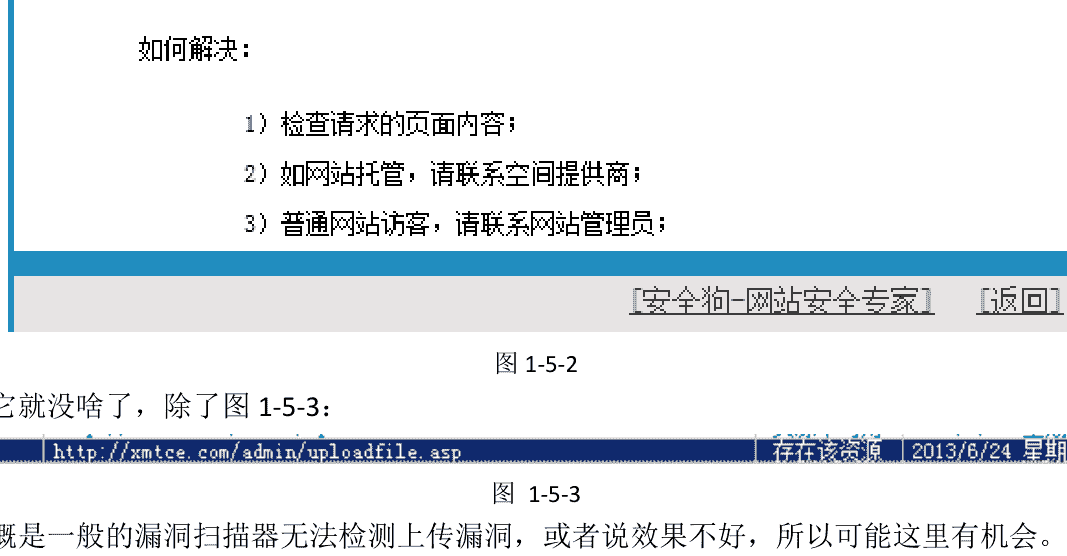 如何解决：
1）检查请求的页面内容；
2）如网站托管，请联系空间提供商；
3）普通网站访客，请联系网站管理员；
[安全狗-网站安全专家] [返回]
图 1-5-2
它就没啥了，除了图 1-5-3：
http://xmtce.com/admin/uploadfile.asp 存在该资源 2013/6/24 星期
图 1-5-3
概是一般的漏洞扫描器无法检测上传漏洞，或者说效果不好，所以可能这里有机会。